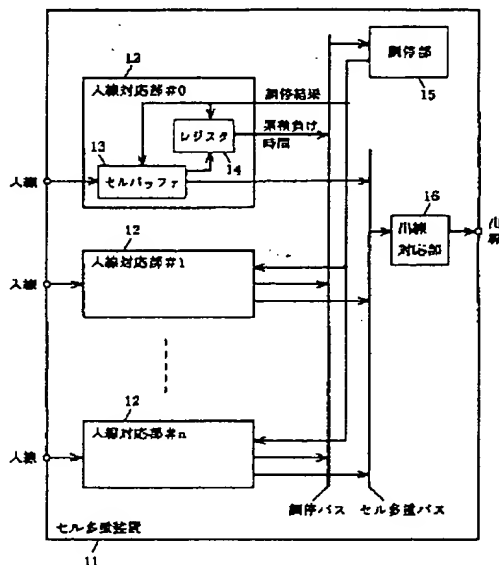 12
入線対応部#0
調停結果
調停部
15
レジスタ
累積負け
時間
13
14
セルバッファ
入線
16
出線
対応部
出
線
12
入線対応部#1
入線
12
入線対応部#n
入線
調停バス
セル多重バス
セル多重装置
11